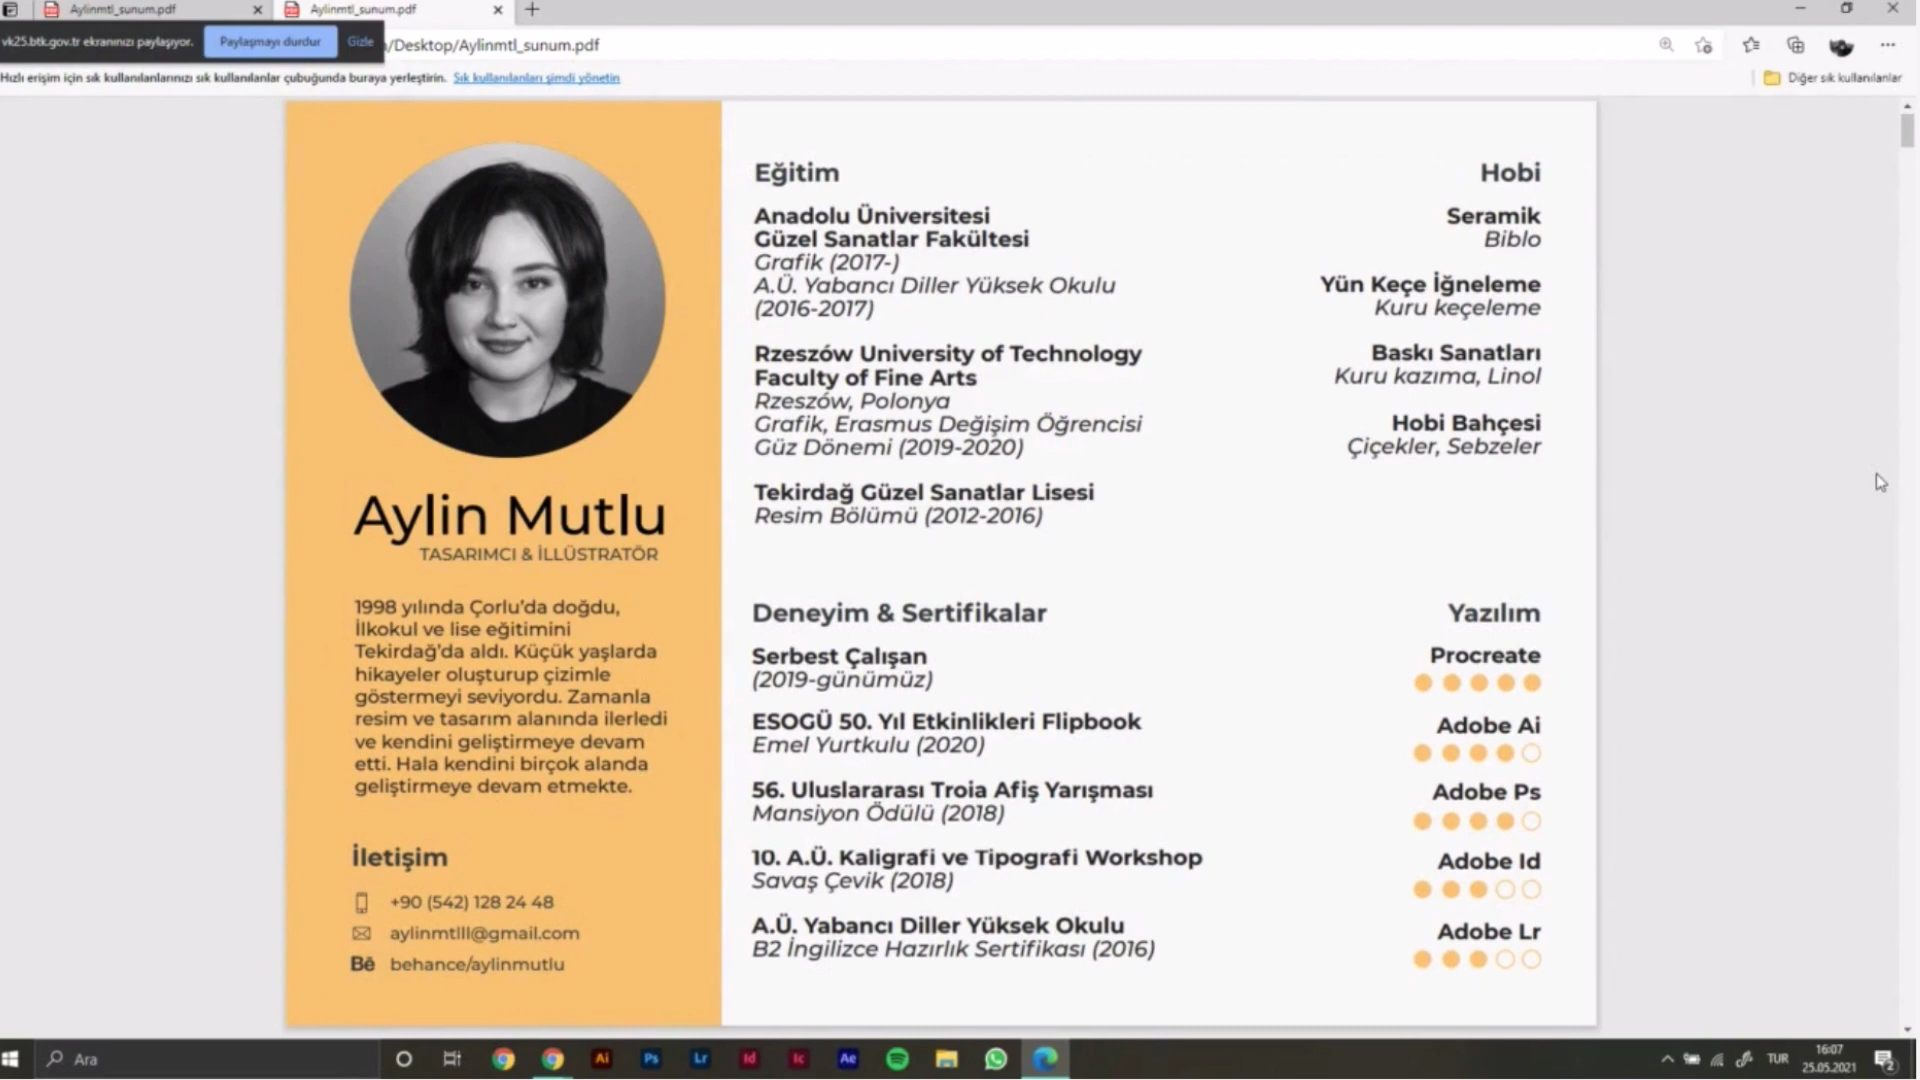 Aylinmtl_sunum.pdf
Aylinmtl_sunum.pdf
vk25.btk.gov.tr ekranınızı paylaşıyor.
Paylaşmayı durdur
Gizle
/Desktop/Aylinmtl_sunum.pdf
Hızlı erişim için sık kullanılanlarınızı sık kullanılanlar çubuğunda buraya yerleştirin. Sık kullanılanları şimdi yönetin
Diğer sık kullanılanlar
Aylin Mutlu
TASARIMCI & İLLÜSTRATÖR
1998 yılında Çorlu'da doğdu,
İlkokul ve lise eğitimini
Tekirdağ'da aldı. Küçük yaşlarda
hikayeler oluşturup çizimle
göstermeyi seviyordu. Zamanla
resim ve tasarım alanında ilerledi
ve kendini geliştirmeye devam
etti. Hala kendini birçok alanda
geliştirmeye devam etmekte.
İletişim
+90 (542) 128 24 48
aylinmtlll@gmail.com
Bē behance/aylinmutlu
Eğitim
Anadolu Üniversitesi
Güzel Sanatlar Fakültesi
Grafik (2017-)
A.Ü. Yabancı Diller Yüksek Okulu
(2016-2017)
Rzeszów University of Technology
Faculty of Fine Arts
Rzeszów, Polonya
Grafik, Erasmus Değişim Öğrencisi
Güz Dönemi (2019-2020)
Tekirdağ Güzel Sanatlar Lisesi
Resim Bölümü (2012-2016)
Hobi
Seramik
Biblo
Yün Keçe İğneleme
Kuru keçeleme
Baskı Sanatları
Kuru kazıma, Linol
Hobi Bahçesi
Çiçekler, Sebzeler
Deneyim & Sertifikalar
Serbest Çalışan
(2019-günümüz)
ESOGÜ 50. Yıl Etkinlikleri Flipbook
Emel Yurtkulu (2020)
56. Uluslararası Troia Afiş Yarışması
Mansiyon Ödülü (2018)
10. A.Ü. Kaligrafi ve Tipografi Workshop
Savaş Çevik (2018)
A.Ü. Yabancı Diller Yüksek Okulu
B2 İngilizce Hazırlık Sertifikası (2016)
Yazılım
Procreate
Adobe Ai
Adobe Ps
Adobe Id
Adobe Lr
Ara
Ai
Ps
Lr
Id
Ic
Ae
TUR
16:07
25.05.2021
2